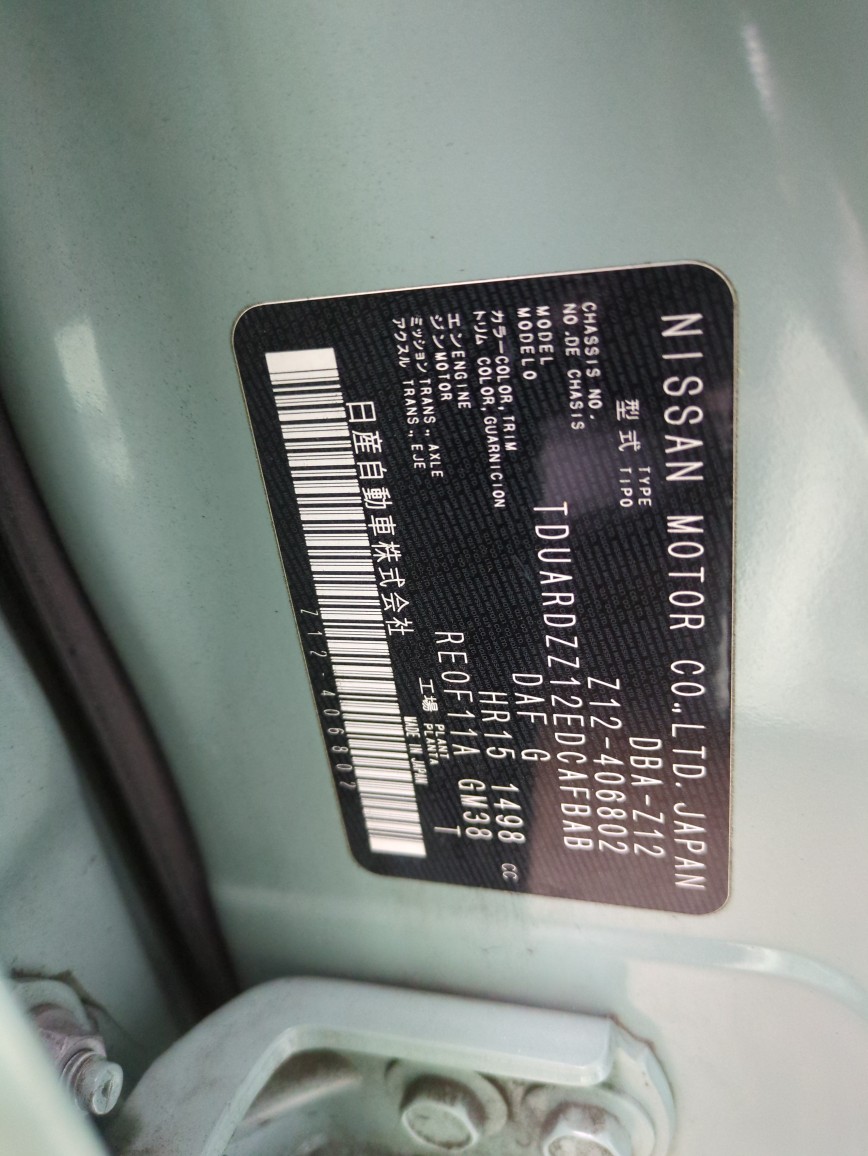 NISSAN MOTOR CO.,LTD. JAPAN
型式 TYPE TIPO DBA-Z12
CHASSIS NO. NO.DE CHASIS Z12-406802
MODEL MODELO TDUARDZZ12EDCAFBAB
カラー COLOR,TRIM DAF G
トリム COLOR,GUARNICION
エンジン ENGINE MOTOR HR15 1498 CC
ミッション TRANS., AXLE REOF11A GM38
アクスル TRANS., EJE
工場 PLANT PLANTA T
日産自動車株式会社 MADE IN JAPAN
Z12-406802